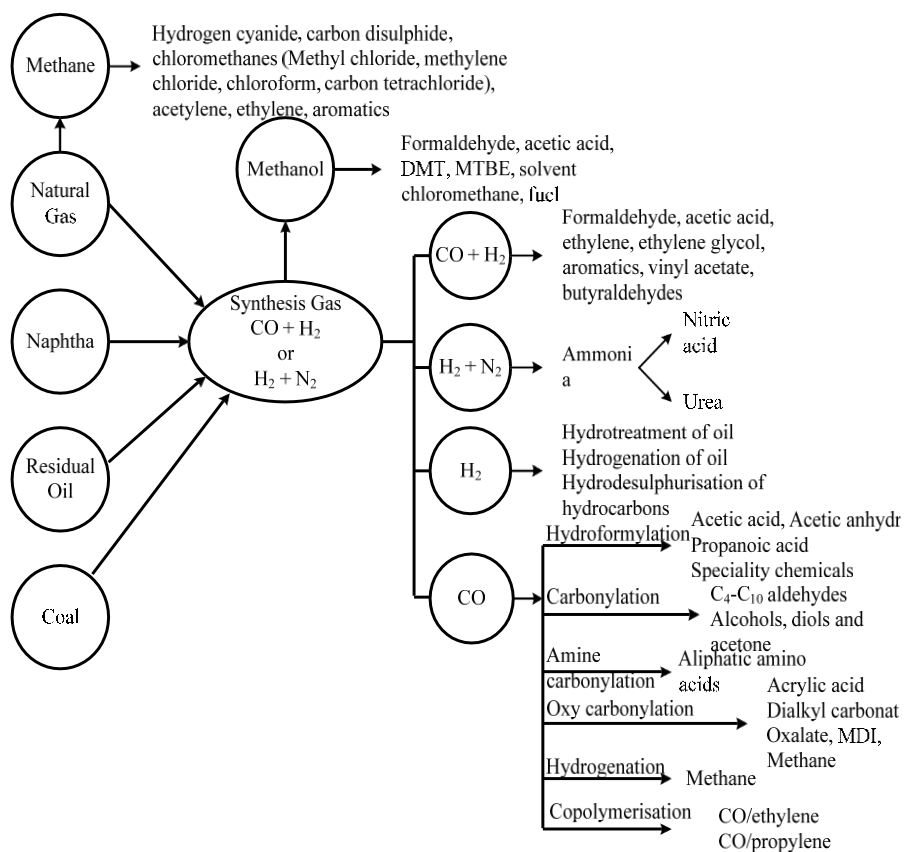 Methane
Hydrogen cyanide, carbon disulphide,
chloromethanes (Methyl chloride, methylene
chloride, chloroform, carbon tetrachloride),
acetylene, ethylene, aromatics
Methanol
Formaldehyde, acetic acid,
DMT, MTBE, solvent
chloromethane, fucl
Natural
Gas
CO + H₂
Formaldehyde, acetic acid,
ethylene, ethylene glycol,
aromatics, vinyl acetate,
butyraldehydes
Naphtha
Synthesis Gas
CO + H₂
or
H₂ + N₂
H₂ + N₂
Ammoni
a
Nitric
acid
Urea
Residual
Oil
H₂
Hydrotreatment of oil
Hydrogenation of oil
Hydrodesulphurisation of
hydrocarbons
Coal
CO
Hydroformylation
Acetic acid, Acetic anhydr
Propanoic acid
Speciality chemicals
Carbonylation
C₄-C₁₀ aldehydes
Alcohols, diols and
acetone
Amine
carbonylation
Aliphatic amino
acids
Oxy carbonylation
Acrylic acid
Dialkyl carbonat
Oxalate, MDI,
Methane
Hydrogenation
Methane
Copolymerisation
CO/ethylene
CO/propylene